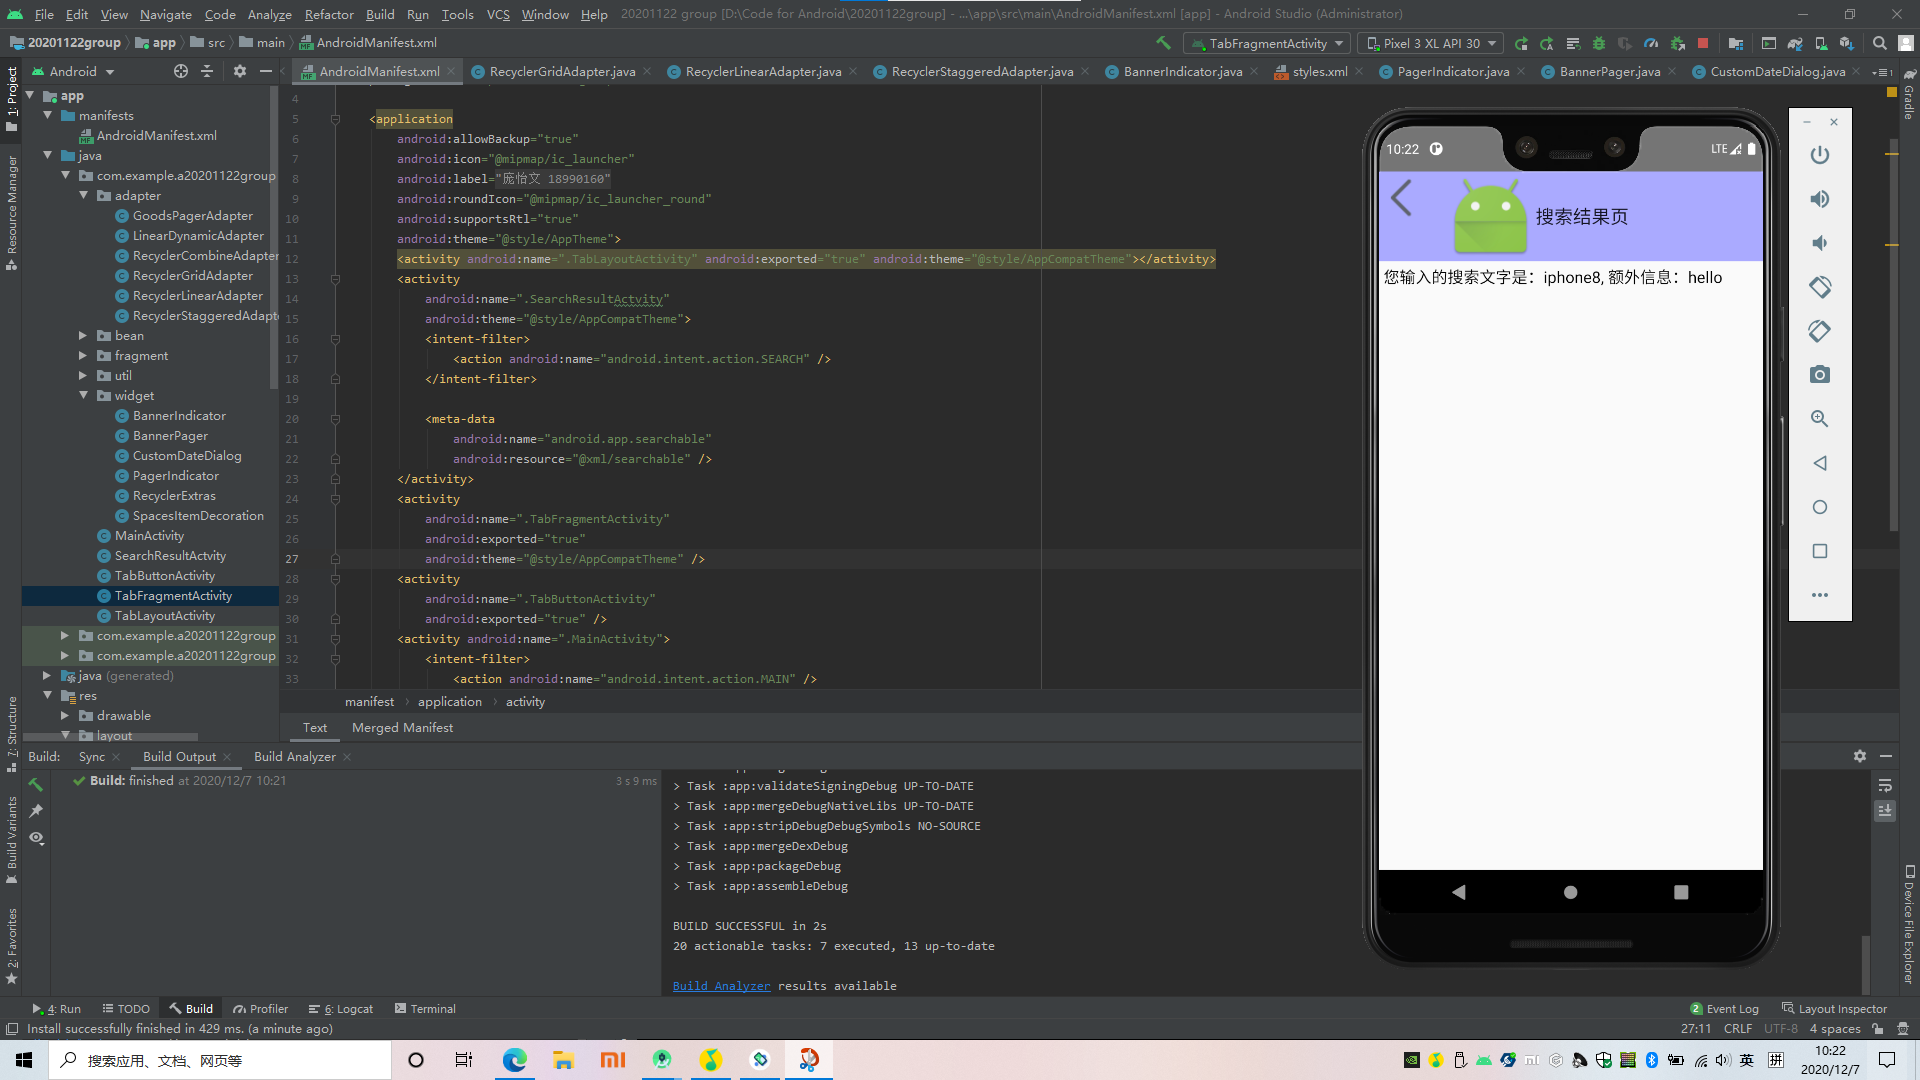 File Edit View Navigate Code Analyze Refactor Build Run Tools VCS Window Help 20201122 group [D:\Code for Android\20201122group] - ...\app\src\main\AndroidManifest.xml [app] - Android Studio (Administrator)
20201122group app src main AndroidManifest.xml TabFragmentActivity Pixel 3 XL API 30
Android AndroidManifest.xml RecyclerGridAdapter.java RecyclerLinearAdapter.java RecyclerStaggeredAdapter.java BannerIndicator.java styles.xml PagerIndicator.java BannerPager.java CustomDateDialog.java
1: Project
Resource Manager
7: Structure
Build Variants
2: Favorites
Gradle
Device File Explorer
app
manifests
AndroidManifest.xml
java
com.example.a20201122group
adapter
GoodsPagerAdapter
LinearDynamicAdapter
RecyclerCombineAdapter
RecyclerGridAdapter
RecyclerLinearAdapter
RecyclerStaggeredAdapt
bean
fragment
util
widget
BannerIndicator
BannerPager
CustomDateDialog
PagerIndicator
RecyclerExtras
SpacesItemDecoration
MainActivity
SearchResultActvity
TabButtonActivity
TabFragmentActivity
TabLayoutActivity
com.example.a20201122group
com.example.a20201122group
java (generated)
res
drawable
layout
4
5 <application
6 android:allowBackup="true"
7 android:icon="@mipmap/ic_launcher"
8 android:label="庞怡文 18990160"
9 android:roundIcon="@mipmap/ic_launcher_round"
10 android:supportsRtl="true"
11 android:theme="@style/AppTheme">
12 <activity android:name=".TabLayoutActivity" android:exported="true" android:theme="@style/AppCompatTheme"></activity>
13 <activity
14 android:name=".SearchResultActvity"
15 android:theme="@style/AppCompatTheme">
16 <intent-filter>
17 <action android:name="android.intent.action.SEARCH" />
18 </intent-filter>
19
20 <meta-data
21 android:name="android.app.searchable"
22 android:resource="@xml/searchable" />
23 </activity>
24 <activity
25 android:name=".TabFragmentActivity"
26 android:exported="true"
27 android:theme="@style/AppCompatTheme" />
28 <activity
29 android:name=".TabButtonActivity"
30 android:exported="true" />
31 <activity android:name=".MainActivity">
32 <intent-filter>
33 <action android:name="android.intent.action.MAIN" />
manifest application activity
Text Merged Manifest
10:22 LTE
搜索结果页
您输入的搜索文字是：iphone8, 额外信息：hello
Build: Sync Build Output Build Analyzer
Build: finished at 2020/12/7 10:21 3 s 9 ms
> Task :app:validateSigningDebug UP-TO-DATE
> Task :app:mergeDebugNativeLibs UP-TO-DATE
> Task :app:stripDebugDebugSymbols NO-SOURCE
> Task :app:mergeDexDebug
> Task :app:packageDebug
> Task :app:assembleDebug
BUILD SUCCESSFUL in 2s
20 actionable tasks: 7 executed, 13 up-to-date
Build Analyzer results available
4: Run TODO Build Profiler 6: Logcat Terminal 2 Event Log Layout Inspector
Install successfully finished in 429 ms. (a minute ago) 27:11 CRLF UTF-8 4 spaces
搜索应用、文档、网页等 英 拼 10:22
2020/12/7